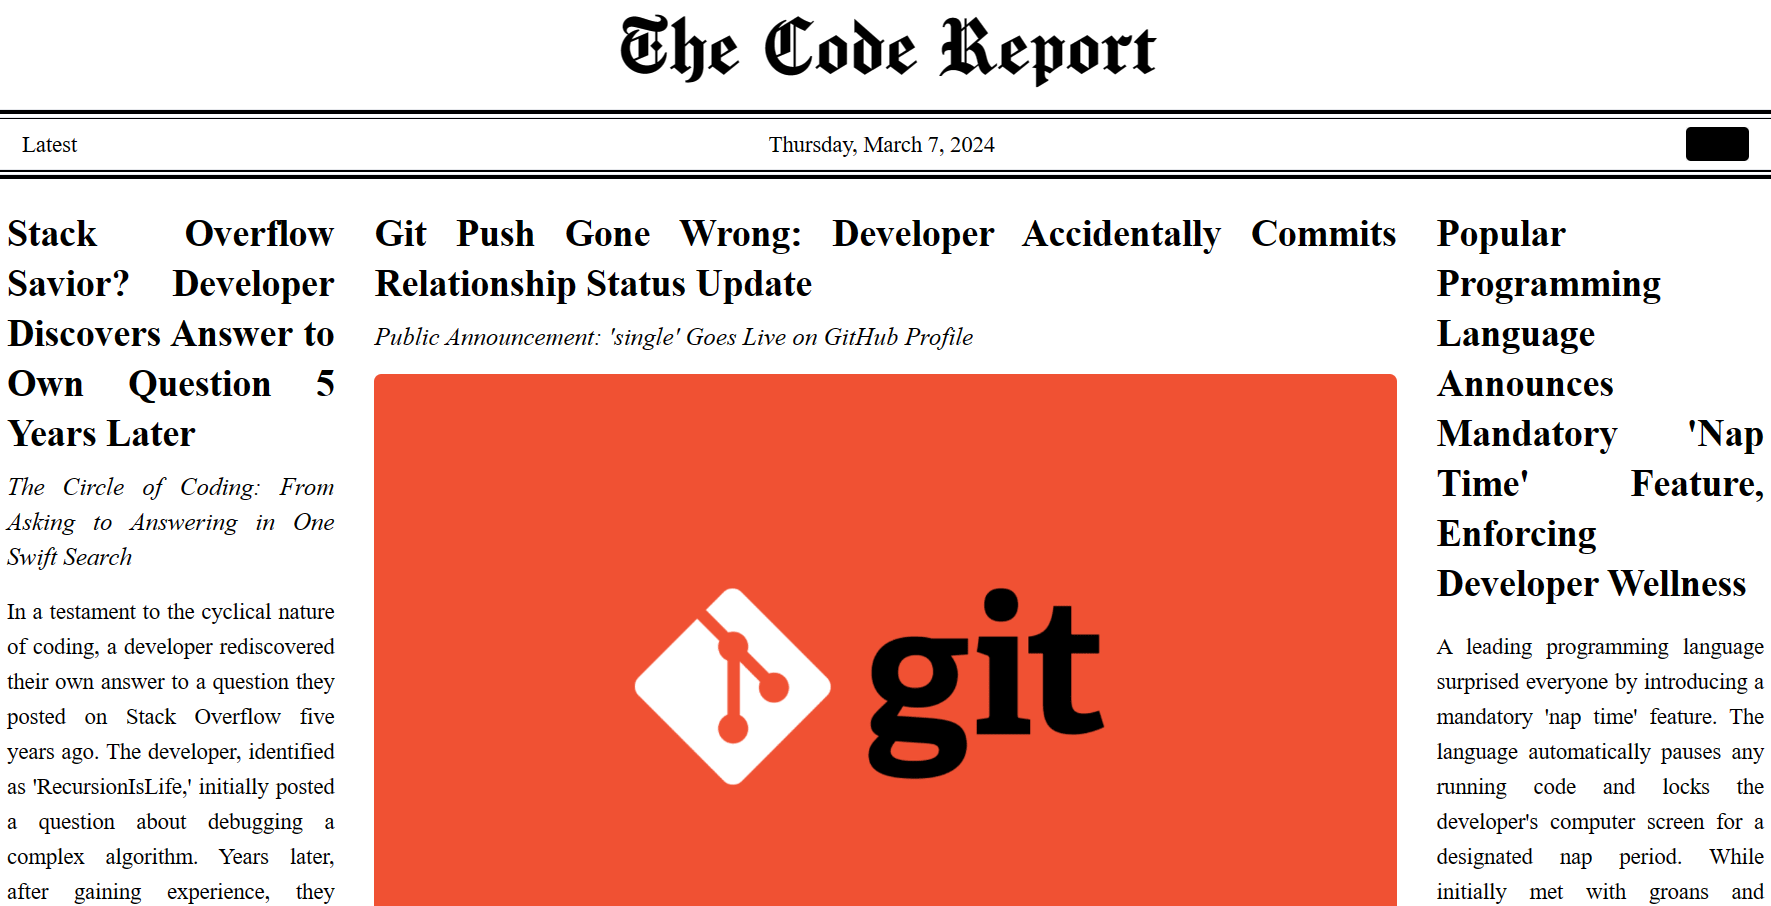 The Code Report
Latest
Thursday, March 7, 2024
Stack Overflow
Savior? Developer
Discovers Answer to
Own Question 5
Years Later
The Circle of Coding: From
Asking to Answering in One
Swift Search
In a testament to the cyclical nature
of coding, a developer rediscovered
their own answer to a question they
posted on Stack Overflow five
years ago. The developer, identified
as 'RecursionIsLife,' initially posted
a question about debugging a
complex algorithm. Years later,
after gaining experience, they
Git Push Gone Wrong: Developer Accidentally Commits
Relationship Status Update
Public Announcement: 'single' Goes Live on GitHub Profile
git
Popular
Programming
Language
Announces
Mandatory 'Nap
Time' Feature,
Enforcing
Developer Wellness
A leading programming language
surprised everyone by introducing a
mandatory 'nap time' feature. The
language automatically pauses any
running code and locks the
developer's computer screen for a
designated nap period. While
initially met with groans and